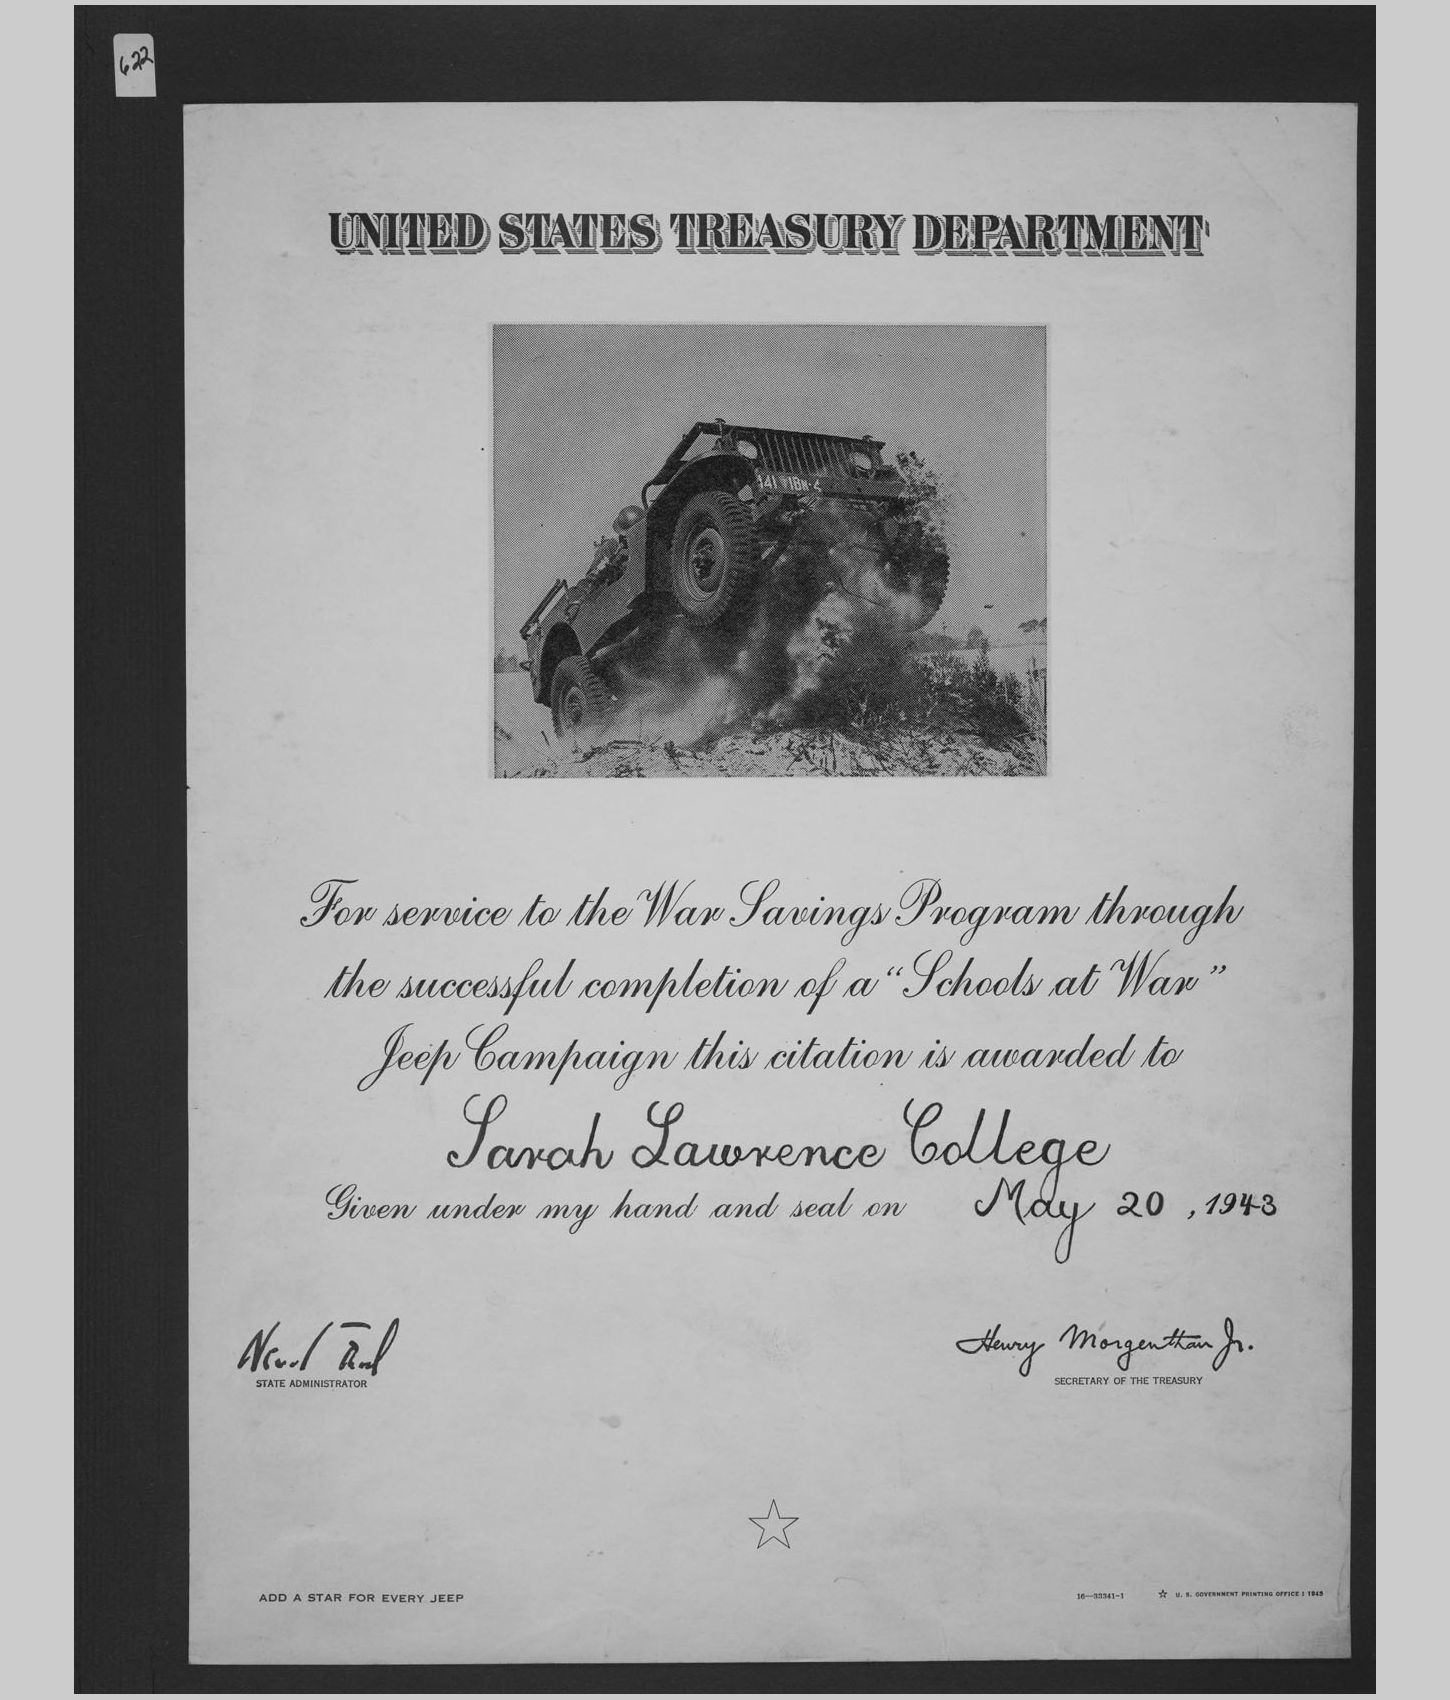 622
UNITED STATES TREASURY DEPARTMENT
For service to the War Savings Program through
the successful completion of a “Schools at War”
Jeep Campaign this citation is awarded to
Sarah Lawrence College
Given under my hand and seal on May 20, 1943
Henry Morgenthau Jr.
STATE ADMINISTRATOR
SECRETARY OF THE TREASURY
ADD A STAR FOR EVERY JEEP
16—33341-1 ☆ U. S. GOVERNMENT PRINTING OFFICE : 1943